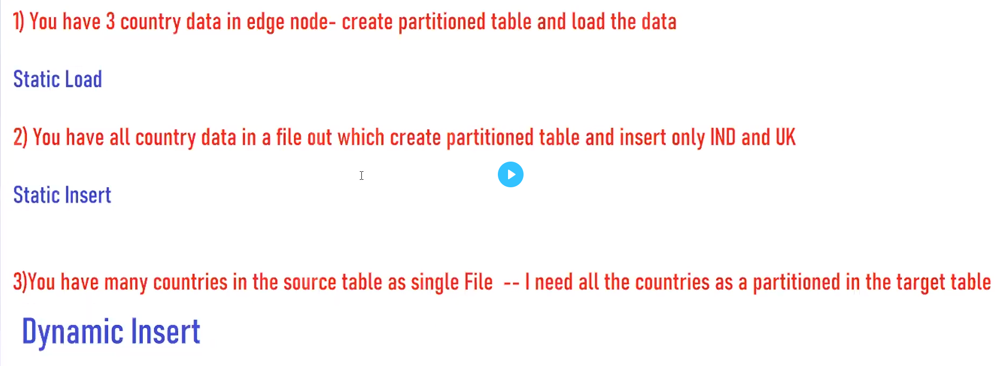 1) You have 3 country data in edge node- create partitioned table and load the data
Static Load
2) You have all country data in a file out which create partitioned table and insert only IND and UK
Static Insert
3)You have many countries in the source table as single File -- I need all the countries as a partitioned in the target table
Dynamic Insert